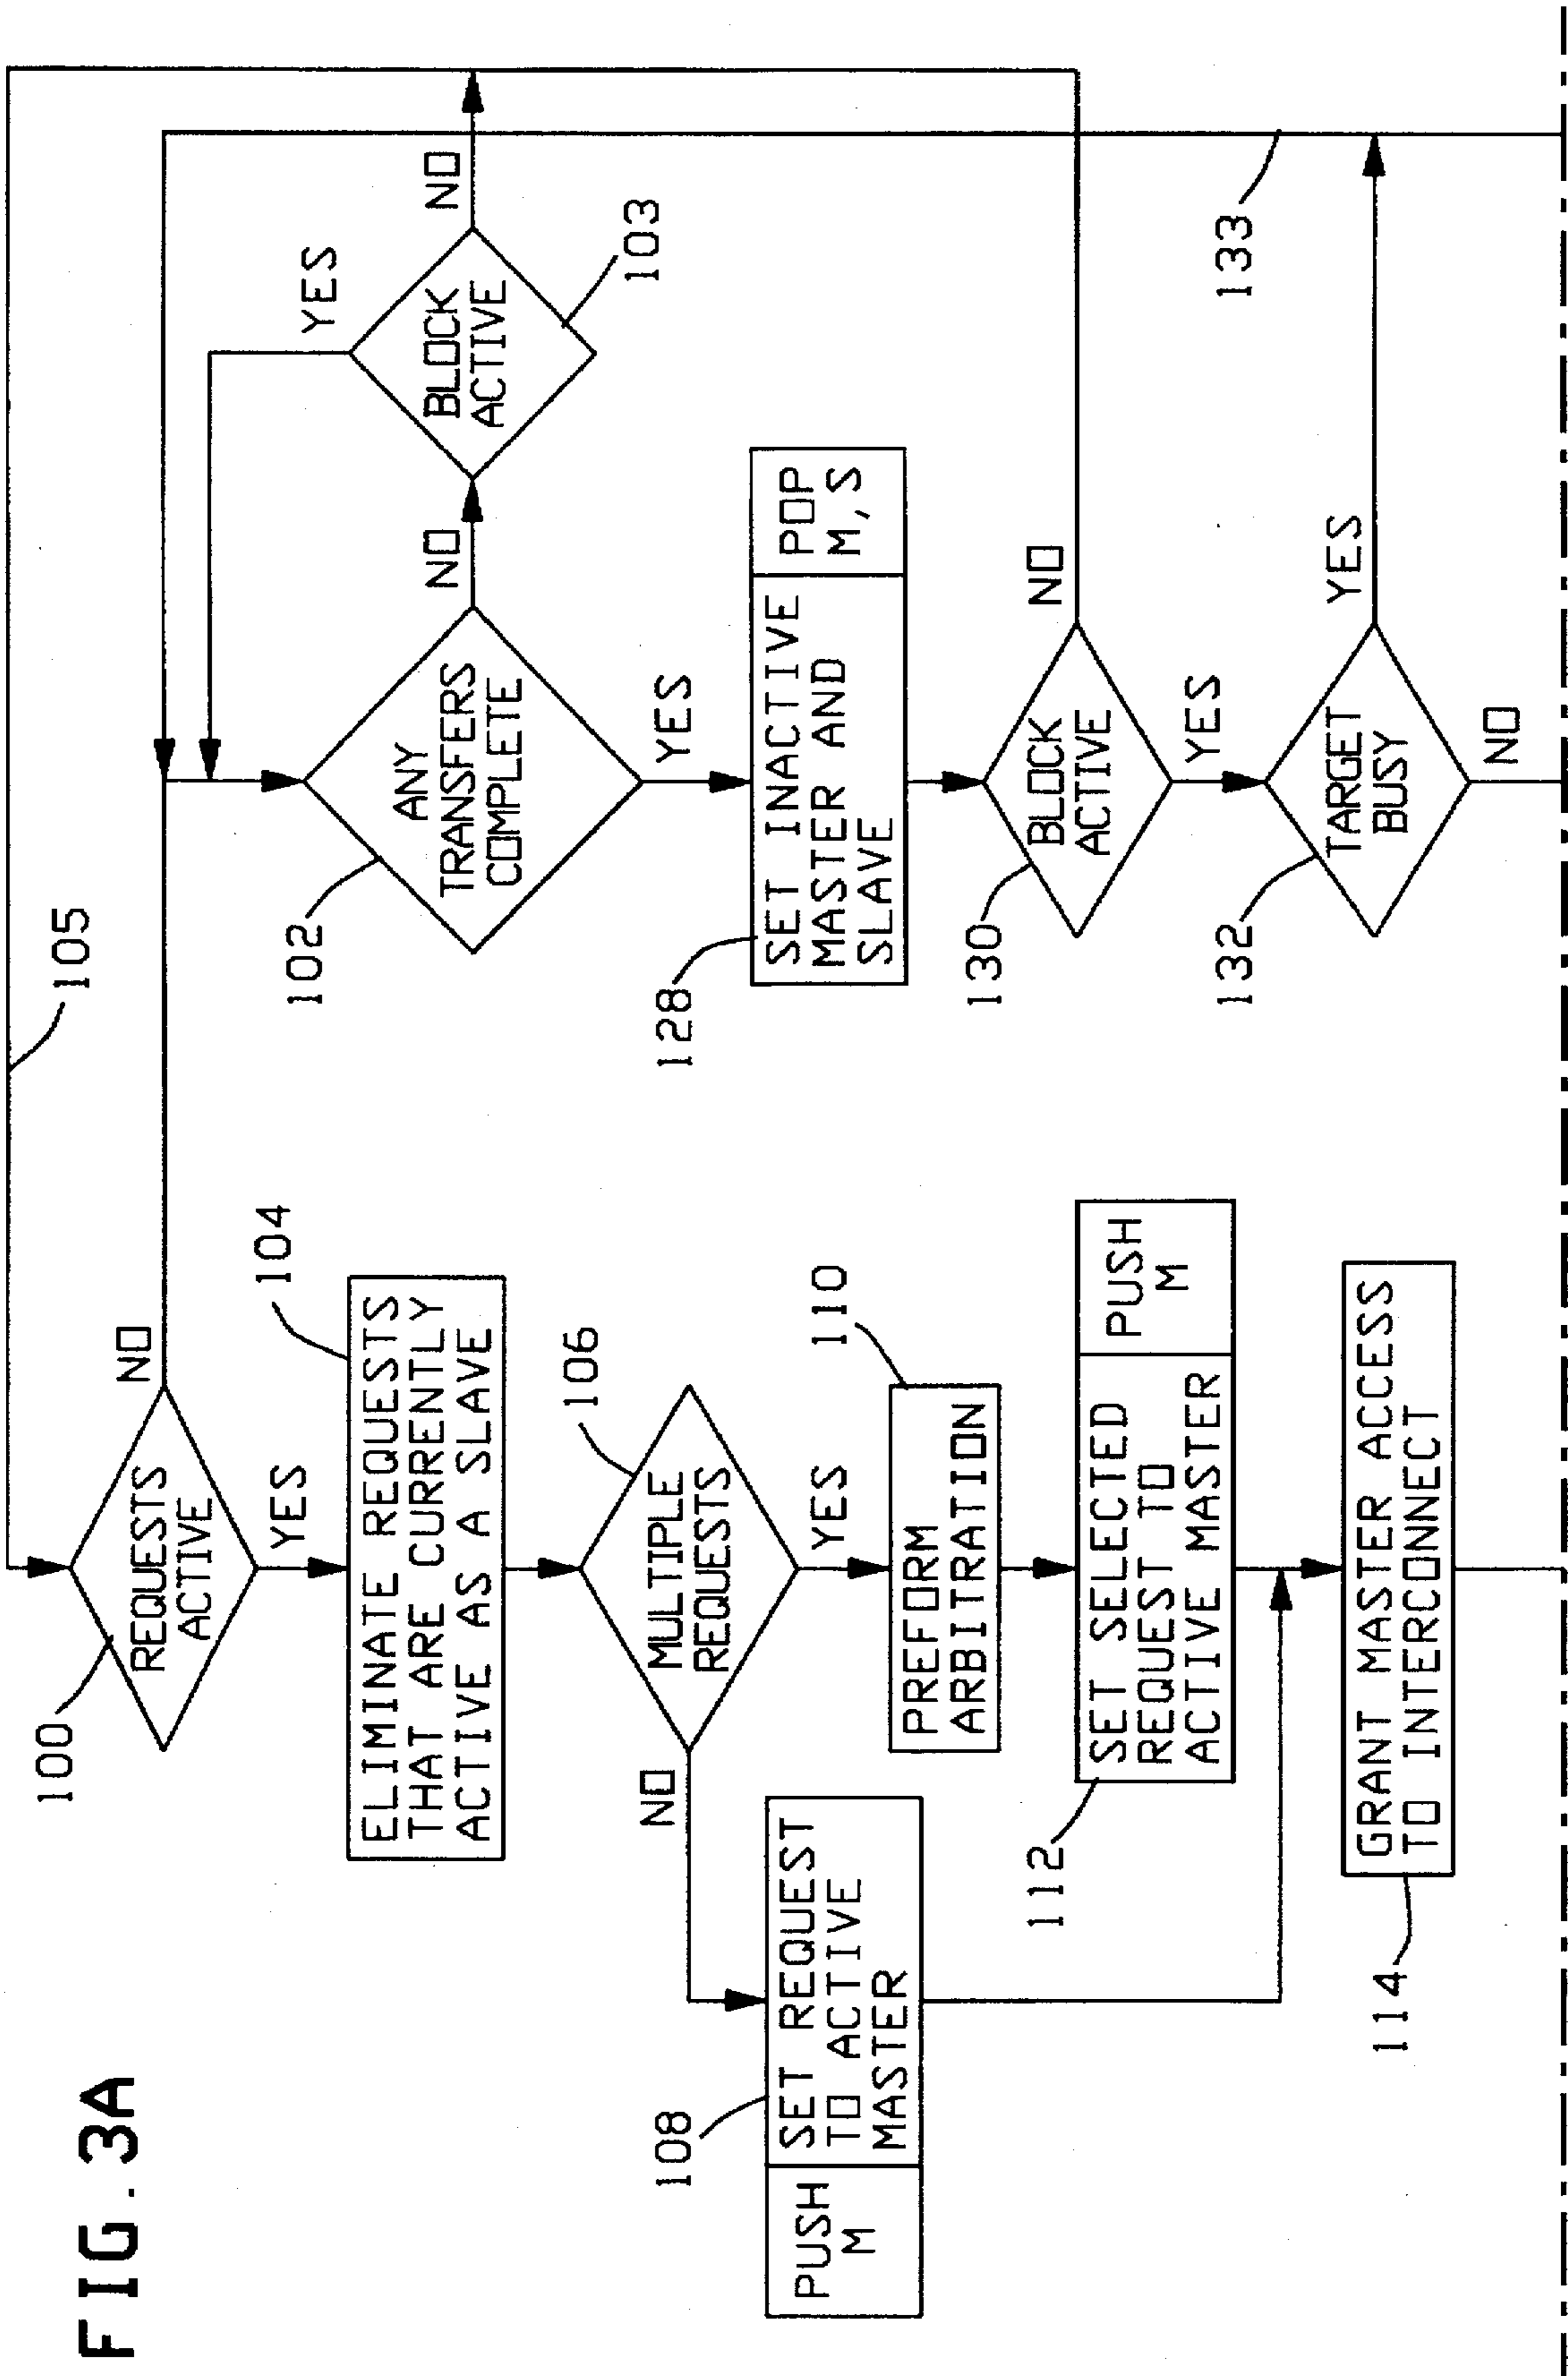 FIG. 3A
105
100
REQUESTS
ACTIVE
NO
YES
104
ELIMINATE REQUESTS
THAT ARE CURRENTLY
ACTIVE AS A SLAVE
106
MULTIPLE
REQUESTS
NO
YES
108
PUSH
M
SET REQUEST
TO ACTIVE
MASTER
110
PREFORM
ARBITRATION
112
SET SELECTED
REQUEST TO
ACTIVE MASTER
PUSH
M
114
GRANT MASTER ACCESS
TO INTERCONNECT
102
ANY
TRANSFERS
COMPLETE
NO
YES
103
BLOCK
ACTIVE
YES
NO
128
SET INACTIVE
MASTER AND
SLAVE
POP
M,S
130
BLOCK
ACTIVE
NO
YES
132
TARGET
BUSY
YES
NO
133